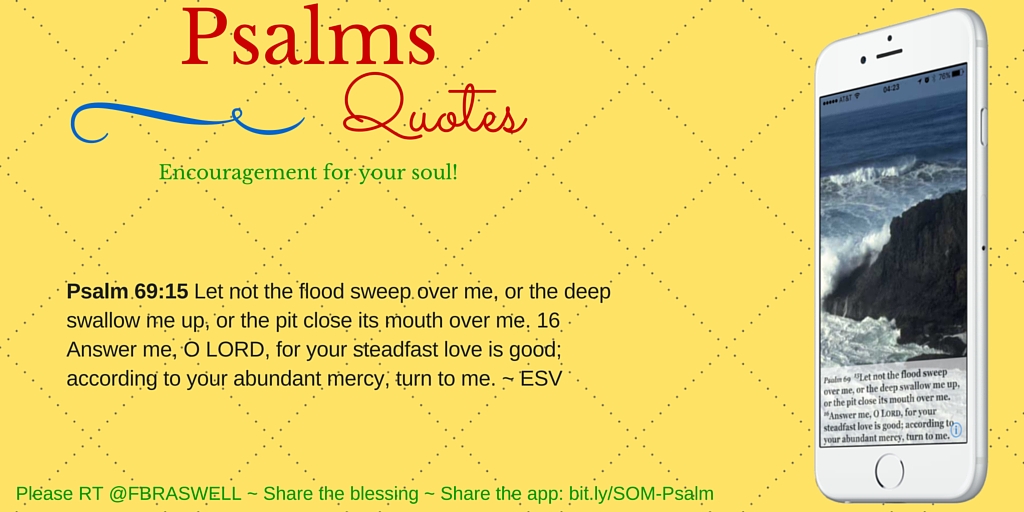 Psalms
Quotes
Encouragement for your soul!
Psalm 69:15 Let not the flood sweep over me, or the deep
swallow me up, or the pit close its mouth over me. 16
Answer me, O LORD, for your steadfast love is good;
according to your abundant mercy, turn to me. ~ ESV
Please RT @FBRASWELL ~ Share the blessing ~ Share the app: bit.ly/SOM-Psalm
AT&T 04:23 76%
Psalm 69 15Let not the flood sweep
over me, or the deep swallow me up,
or the pit close its mouth over me.
16Answer me, O LORD, for your
steadfast love is good; according to
your abundant mercy, turn to me.